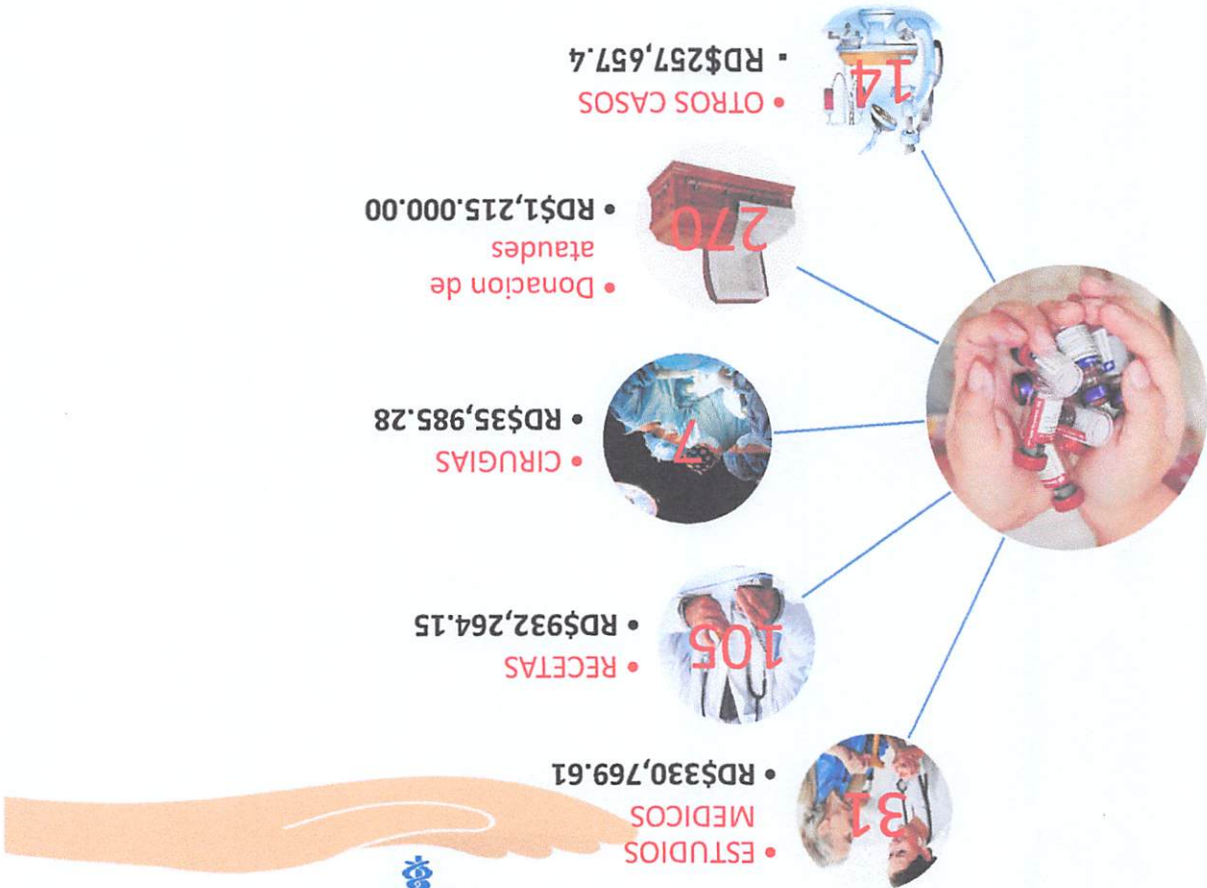 31
• ESTUDIOS
MEDICOS
• RD$330,769.61
105
• RECETAS
• RD$932,264.15
7
• CIRUGIAS
• RD$35,985.28
270
• Donacion de
ataudes
• RD$1,215.000.00
14
• OTROS CASOS
▪ RD$257,657.4